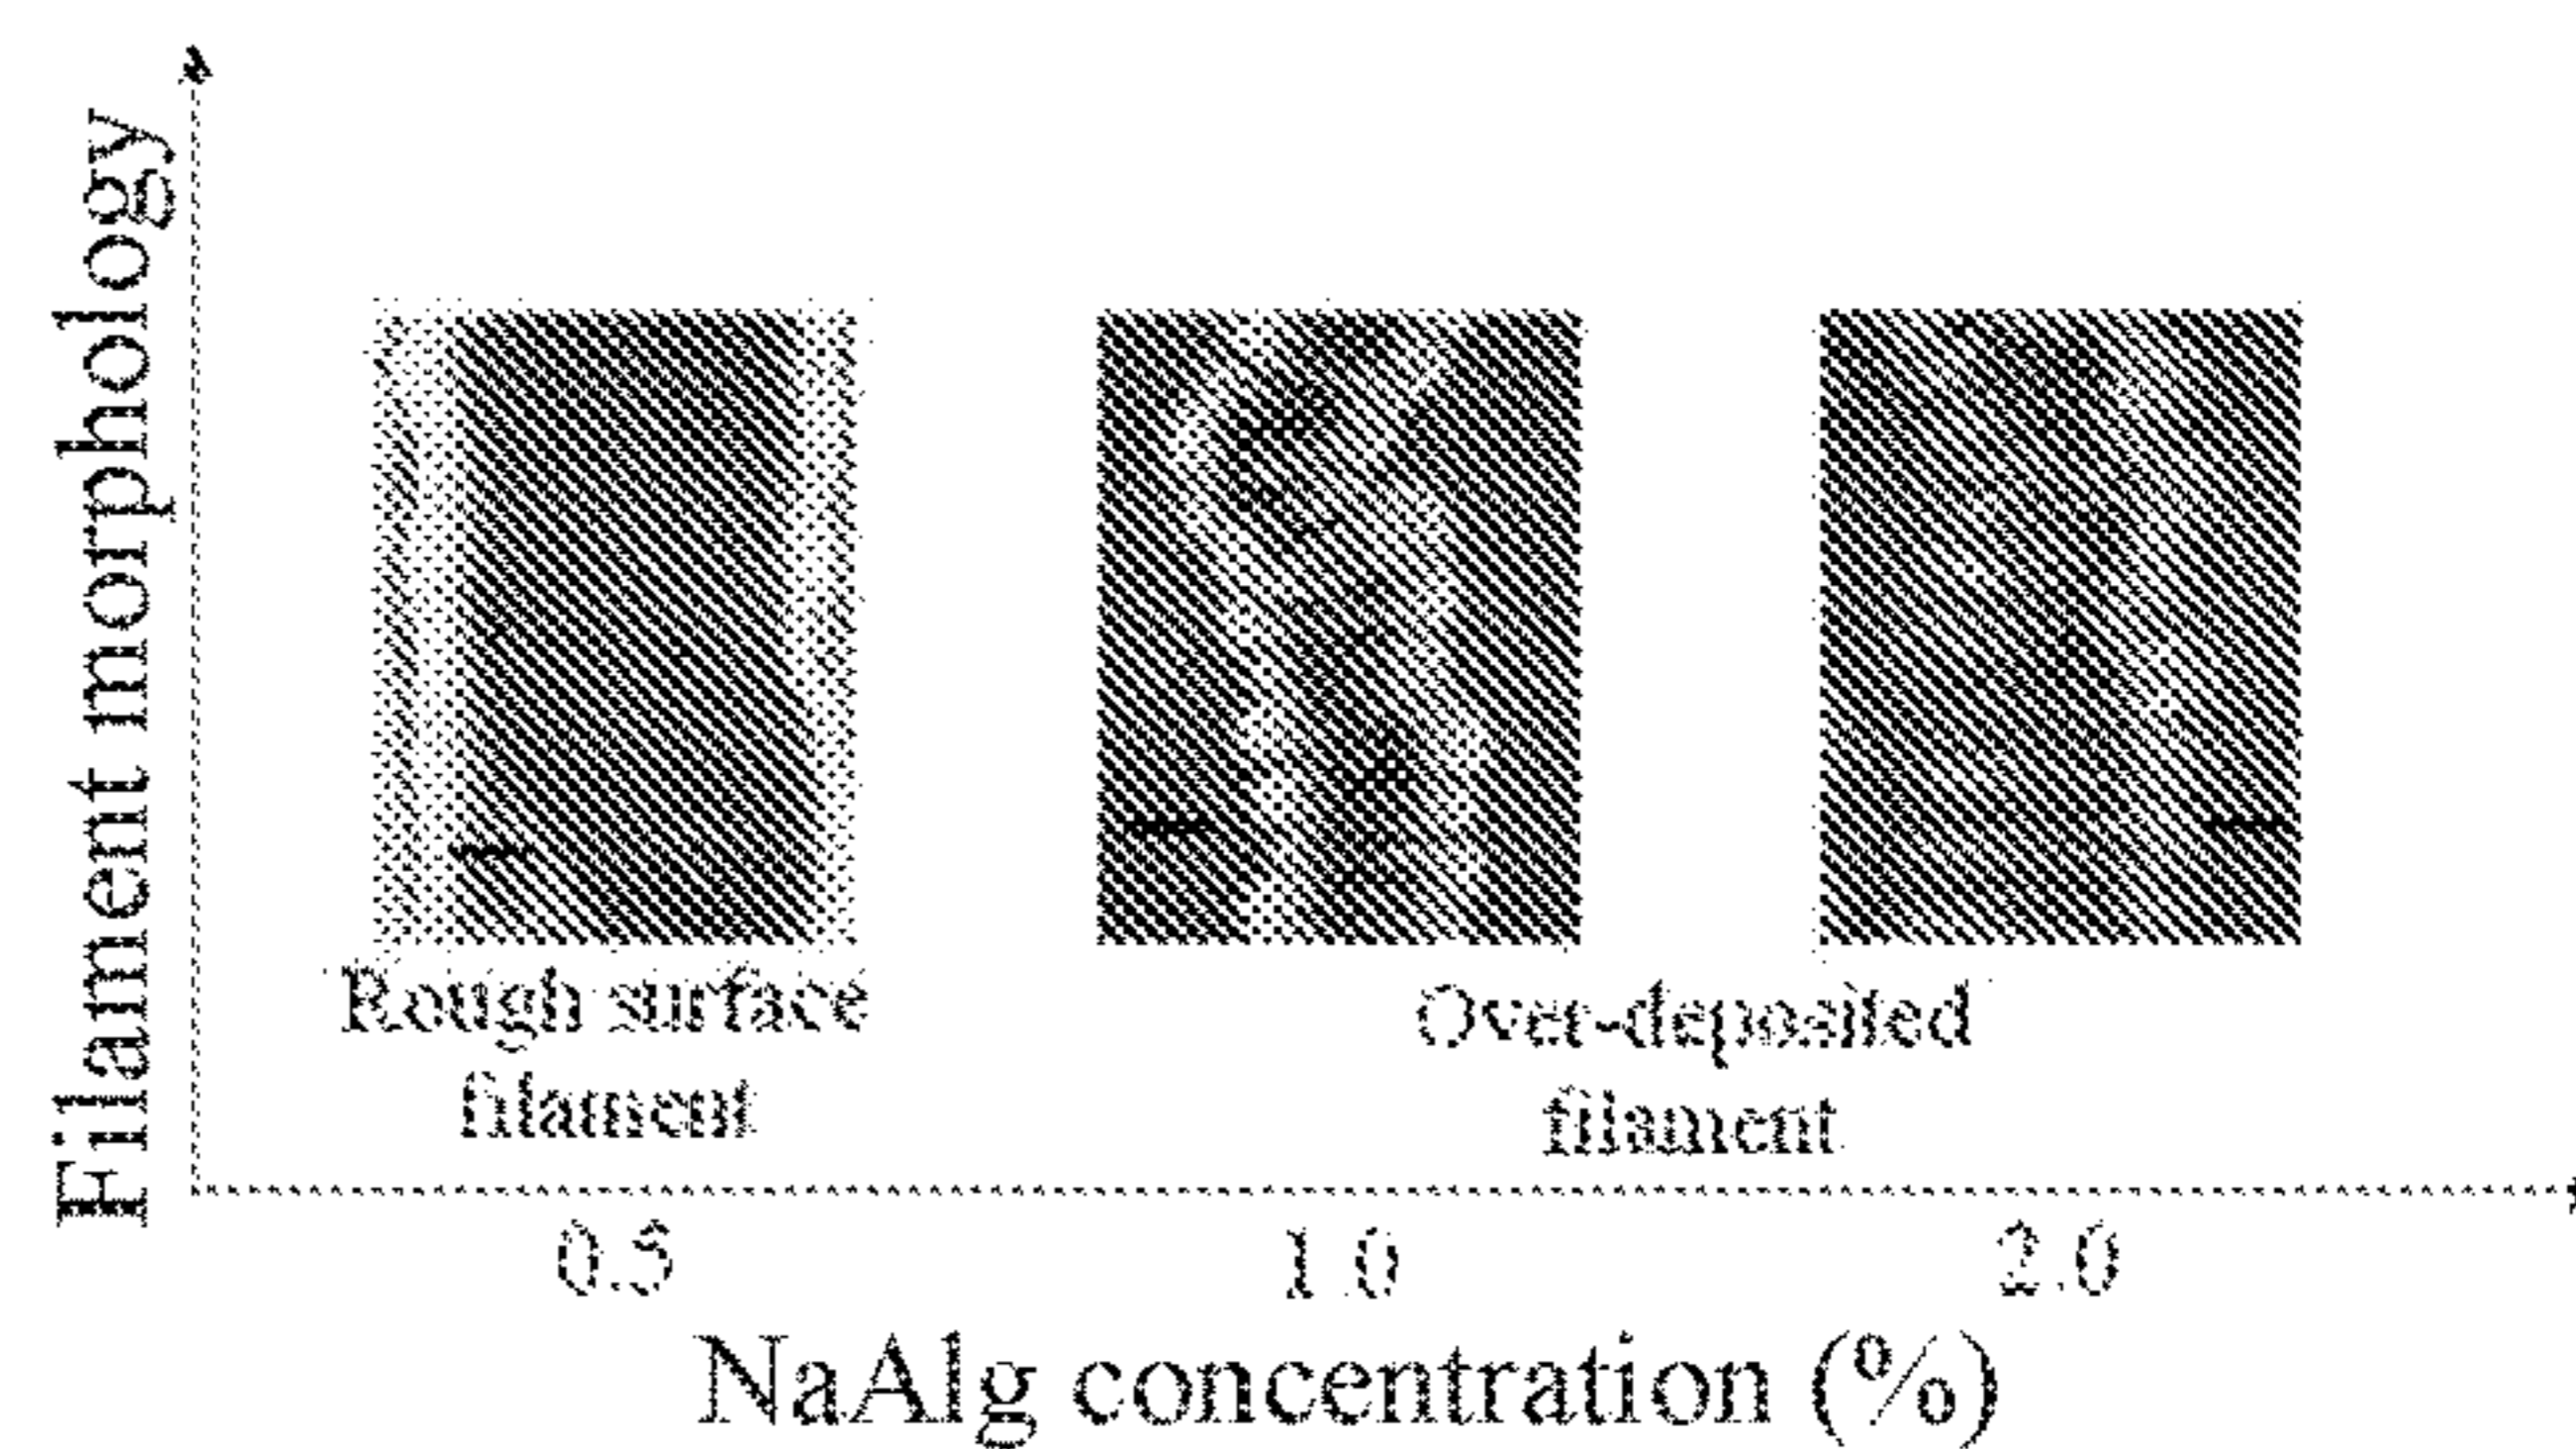 Filament morphology
Rough surface
filament
Over-deposited
filament
0.5
1.0
2.0
NaAlg concentration (%)